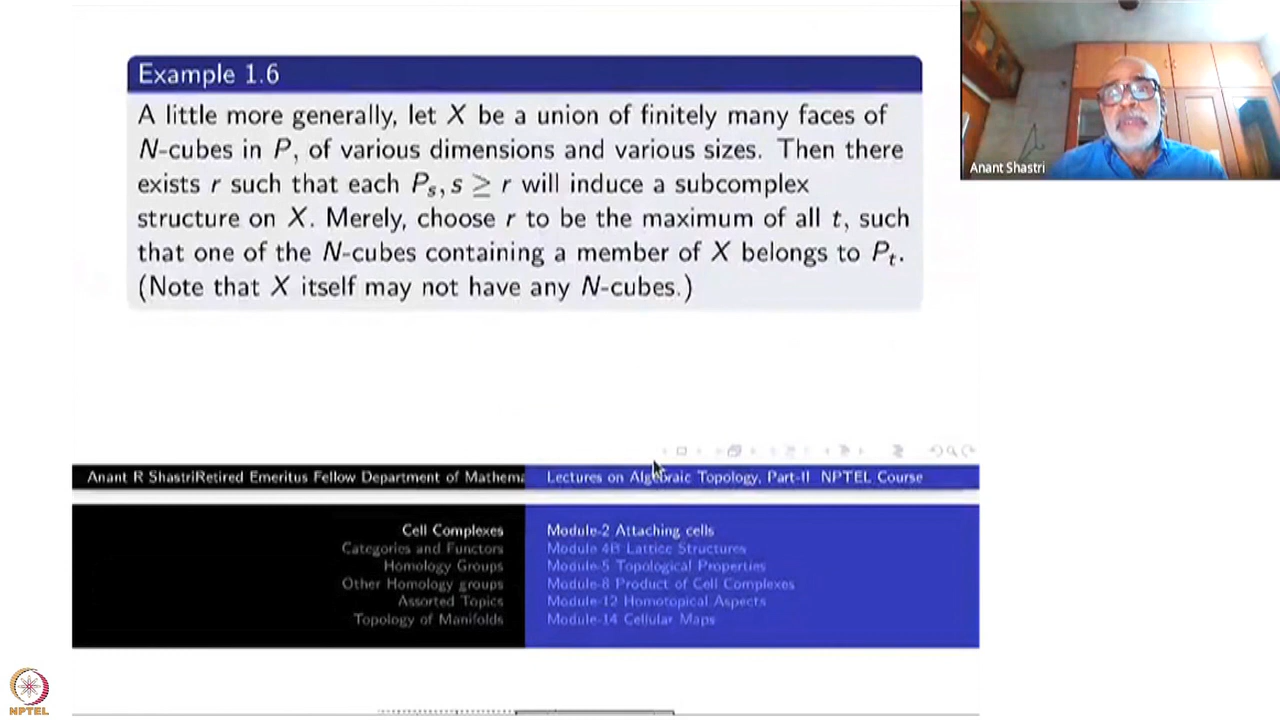 Example 1.6
A little more generally, let X be a union of finitely many faces of
N-cubes in P, of various dimensions and various sizes. Then there
exists r such that each Pₛ, s ≥ r will induce a subcomplex
structure on X. Merely, choose r to be the maximum of all t, such
that one of the N-cubes containing a member of X belongs to Pₜ.
(Note that X itself may not have any N-cubes.)
Anant Shastri
Anant R ShastriRetired Emeritus Fellow Department of Mathema
Lectures on Algebraic Topology, Part-II NPTEL Course
Cell Complexes
Categories and Functors
Homology Groups
Other Homology groups
Assorted Topics
Topology of Manifolds
Module-2 Attaching cells
Module 4B Lattice Structures
Module-5 Topological Properties
Module-8 Product of Cell Complexes
Module-12 Homotopical Aspects
Module-14 Cellular Maps
NPTEL